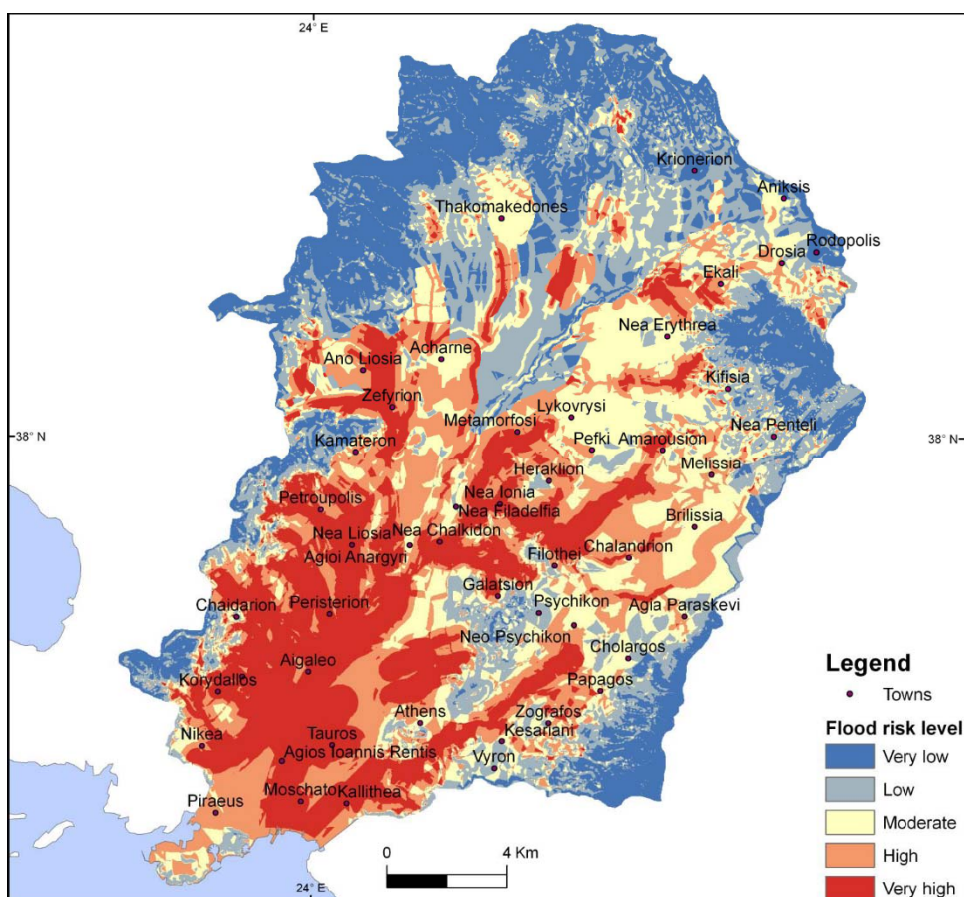 24° E
Krionerion
Aniksis
Thakomakedones
Rodopolis
Drosia
Ekali
Nea Erythrea
Acharne
Ano Liosia
Kifisia
Zefyrion
Lykovrysi
Metamorfosi
38° N
38° N
Nea Penteli
Kamateron
Pefki
Amarousion
Melissia
Heraklion
Petroupolis
Nea Ionia
Nea Filadelfia
Brilissia
Nea Liosia
Nea Chalkidon
Agioi Anargyri
Filothei
Chalandrion
Galatsion
Chaidarion
Peristerion
Psychikon
Agia Paraskevi
Neo Psychikon
Cholargos
Aigaleo
Korydallos
Papagos
Athens
Zografos
Nikea
Tauros
Kesariani
Agios Ioannis Rentis
Vyron
Moschato
Kallithea
Piraeus
Legend
Towns
Flood risk level
Very low
Low
Moderate
High
Very high
0
4 Km
24° E